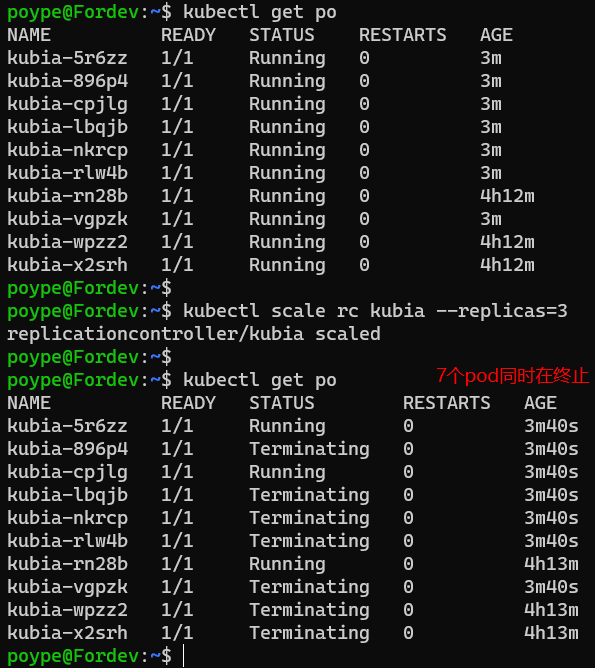 poype@Fordev:~$ kubectl get po
NAME READY STATUS RESTARTS AGE
kubia-5r6zz 1/1 Running 0 3m
kubia-896p4 1/1 Running 0 3m
kubia-cpjlg 1/1 Running 0 3m
kubia-lbqjb 1/1 Running 0 3m
kubia-nkrcp 1/1 Running 0 3m
kubia-rlw4b 1/1 Running 0 3m
kubia-rn28b 1/1 Running 0 4h12m
kubia-vgpzk 1/1 Running 0 3m
kubia-wpzz2 1/1 Running 0 4h12m
kubia-x2srh 1/1 Running 0 4h12m
poype@Fordev:~$
poype@Fordev:~$ kubectl scale rc kubia --replicas=3
replicationcontroller/kubia scaled
poype@Fordev:~$
poype@Fordev:~$ kubectl get po 7个pod同时在终止
NAME READY STATUS RESTARTS AGE
kubia-5r6zz 1/1 Running 0 3m40s
kubia-896p4 1/1 Terminating 0 3m40s
kubia-cpjlg 1/1 Running 0 3m40s
kubia-lbqjb 1/1 Terminating 0 3m40s
kubia-nkrcp 1/1 Terminating 0 3m40s
kubia-rlw4b 1/1 Terminating 0 3m40s
kubia-rn28b 1/1 Running 0 4h13m
kubia-vgpzk 1/1 Terminating 0 3m40s
kubia-wpzz2 1/1 Terminating 0 4h13m
kubia-x2srh 1/1 Terminating 0 4h13m
poype@Fordev:~$